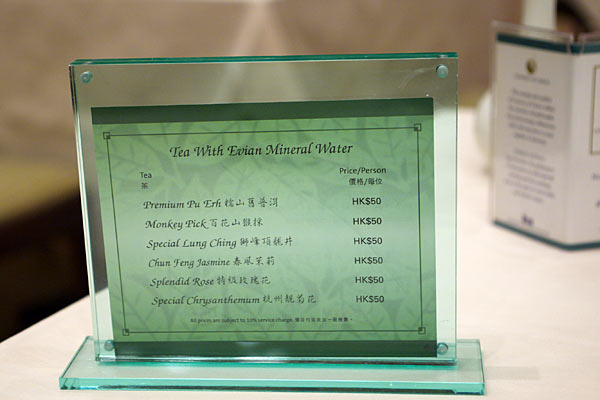 Tea With Evian Mineral Water
Tea Price/Person
茶 價格/每位
Premium Pu Erh 糯山舊普洱 HK$50
Monkey Pick 百花山猴採 HK$50
Special Lung Ching 獅峰頂龍井 HK$50
Chun Feng Jasmine 春風茉莉 HK$50
Splendid Rose 特級玫瑰花 HK$50
Special Chrysanthemum 杭州靚菊花 HK$50
All prices are subject to 10% service charge.